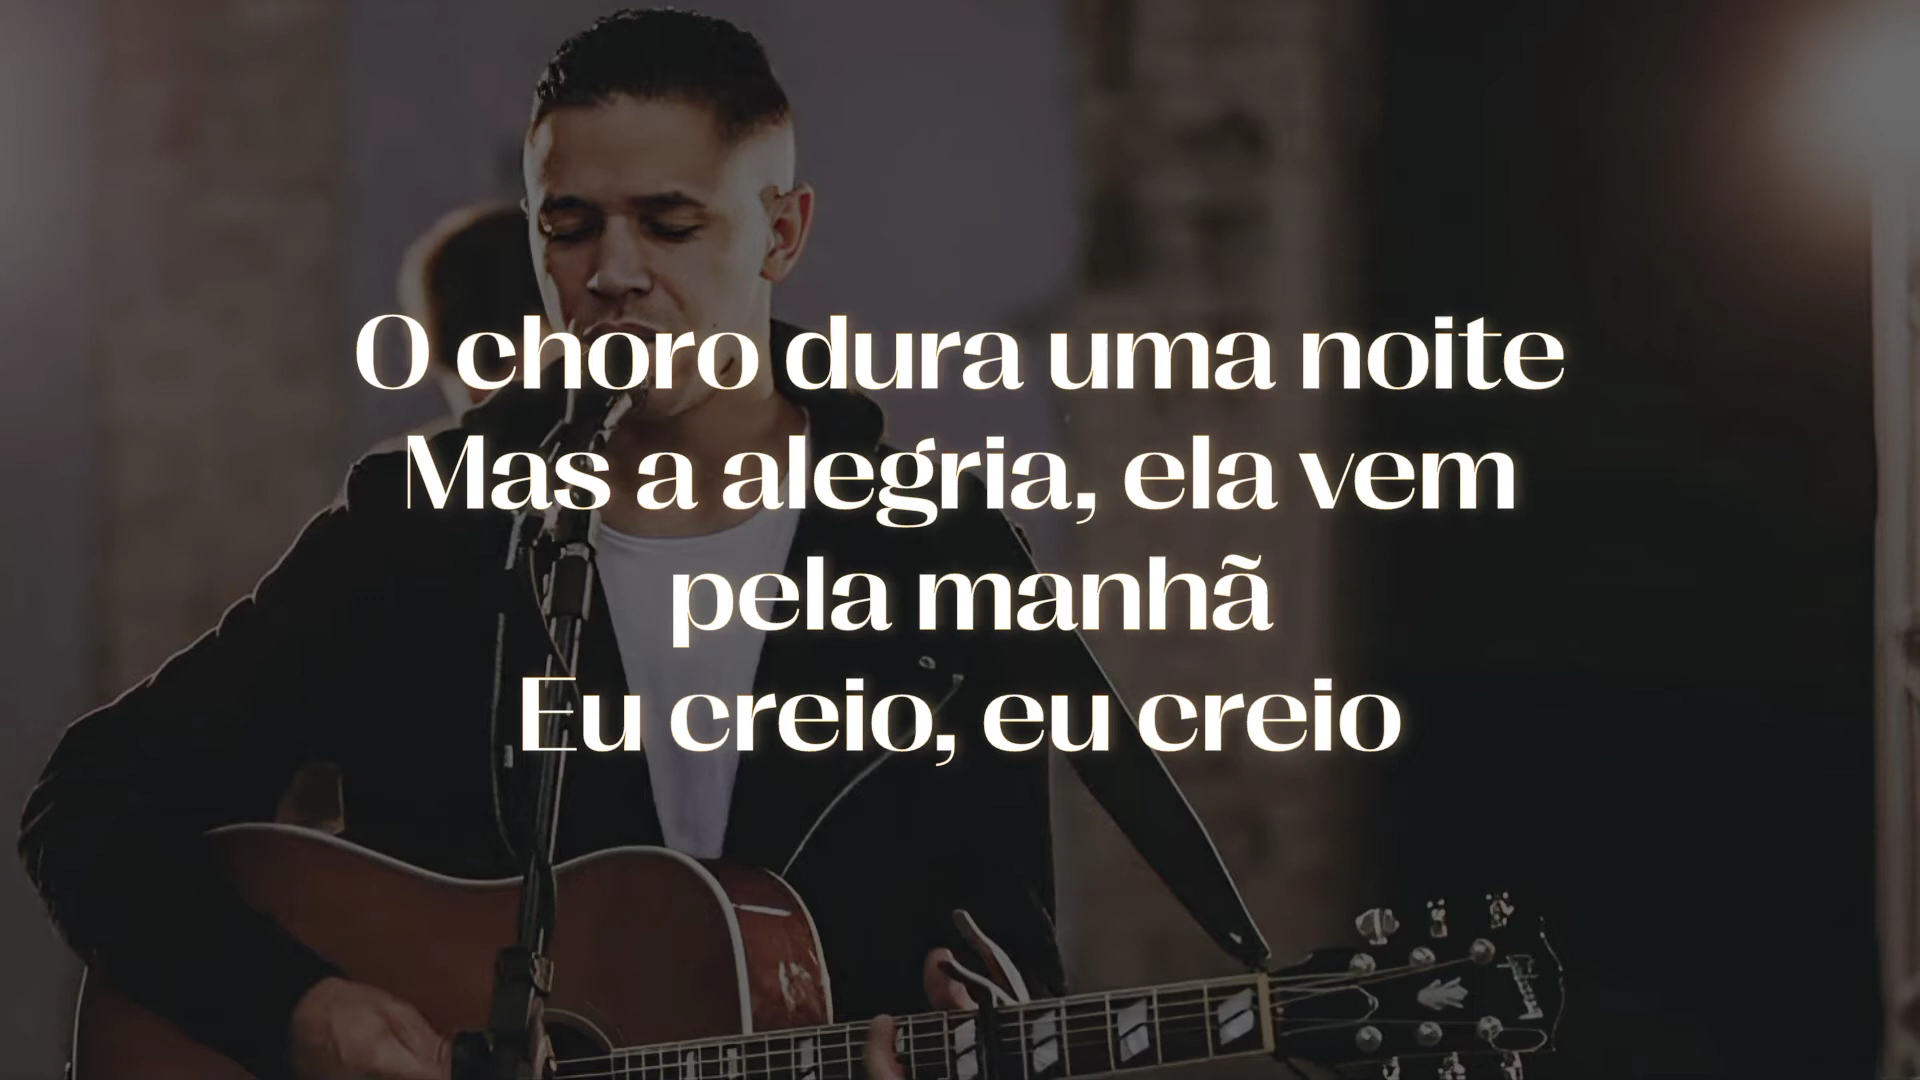 O choro dura uma noite
Mas a alegria, ela vem
pela manhã
Eu creio, eu creio